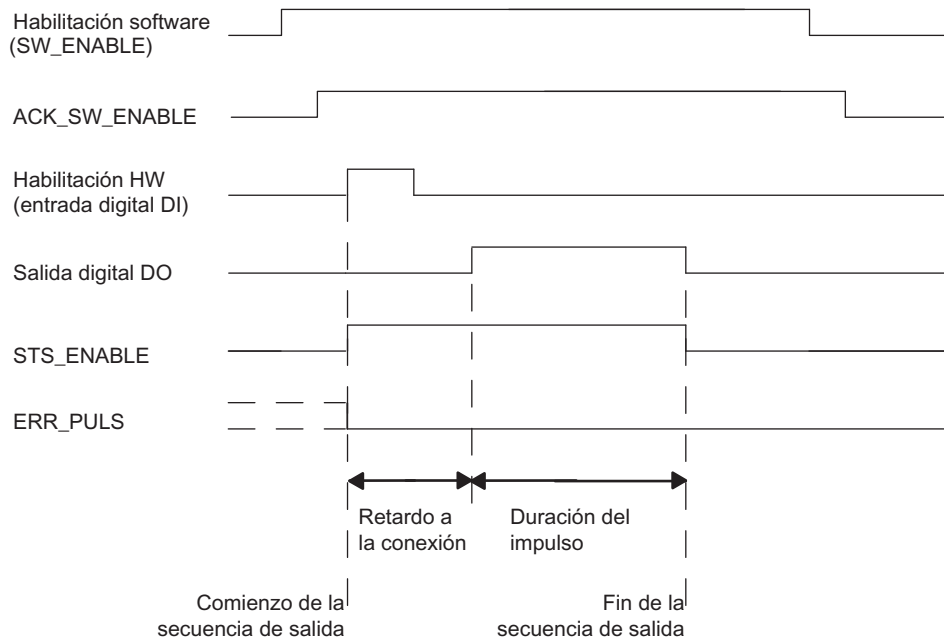 Habilitación software
(SW_ENABLE)
ACK_SW_ENABLE
Habilitación HW
(entrada digital DI)
Salida digital DO
STS_ENABLE
ERR_PULS
Retardo a
la conexión
Duración del
impulso
Comienzo de la
secuencia de salida
Fin de la
secuencia de salida